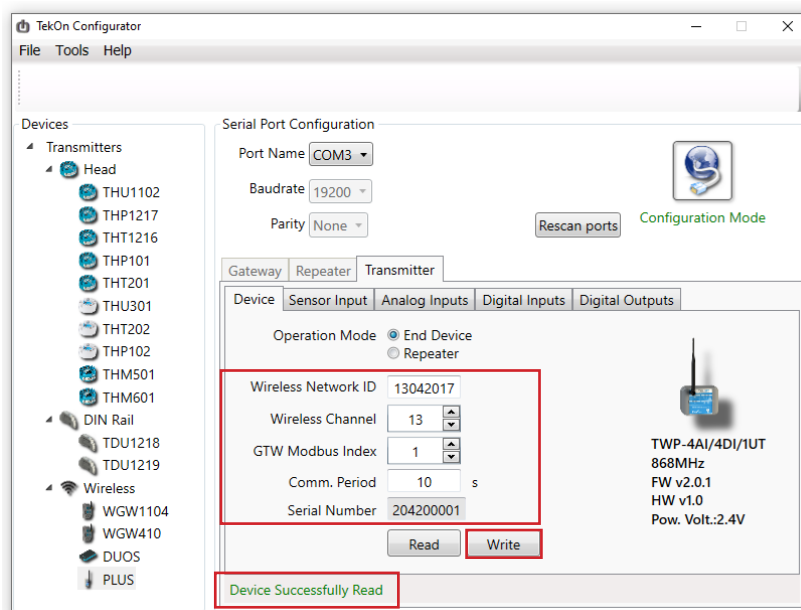 TekOn Configurator
File Tools Help
Devices
Transmitters
Head
THU1102
THP1217
THT1216
THP101
THT201
THU301
THT202
THP102
THM501
THM601
DIN Rail
TDU1218
TDU1219
Wireless
WGW1104
WGW410
DUOS
PLUS
Serial Port Configuration
Port Name COM3
Baudrate 19200
Parity None
Rescan ports
Configuration Mode
Gateway Repeater Transmitter
Device Sensor Input Analog Inputs Digital Inputs Digital Outputs
Operation Mode End Device
Repeater
Wireless Network ID 13042017
Wireless Channel 13
GTW Modbus Index 1
Comm. Period 10 s
Serial Number 204200001
Read Write
TWP-4AI/4DI/1UT
868MHz
FW v2.0.1
HW v1.0
Pow. Volt.:2.4V
Device Successfully Read